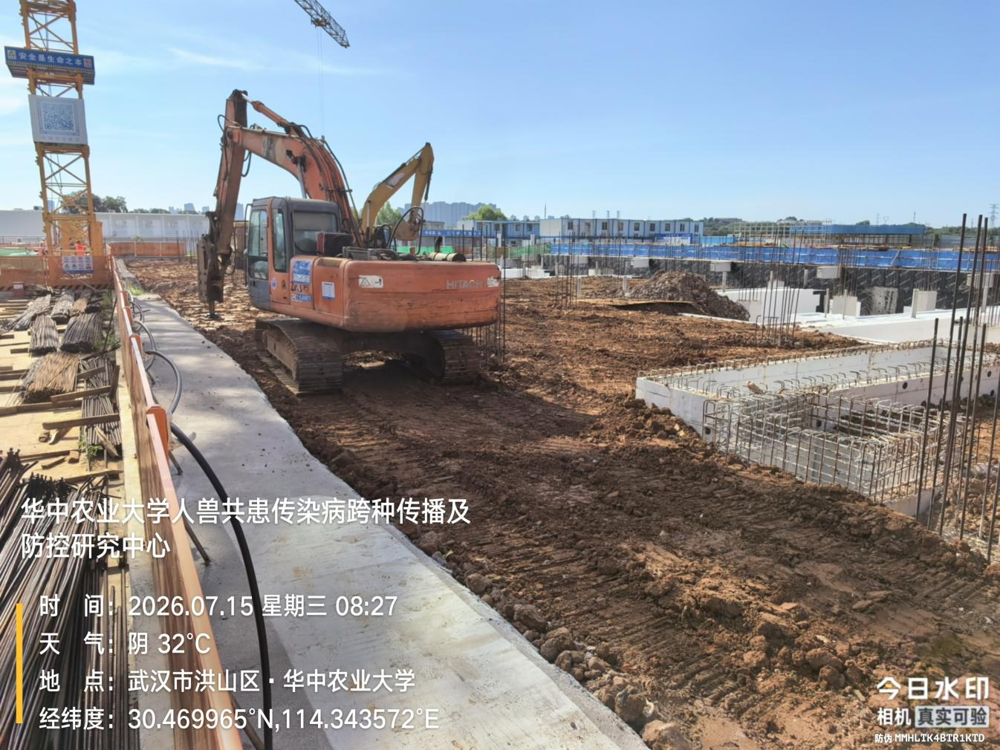 安全是生命之本
HITACHI
华中农业大学人兽共患传染病跨种传播及
防控研究中心
时 间：2026.07.15 星期三 08:27
天 气：阴 32℃
地 点：武汉市洪山区·华中农业大学
经纬度：30.469965°N,114.343572°E
今日水印
相机 真实可验
防伪 MMHLTK4BTR1KTD